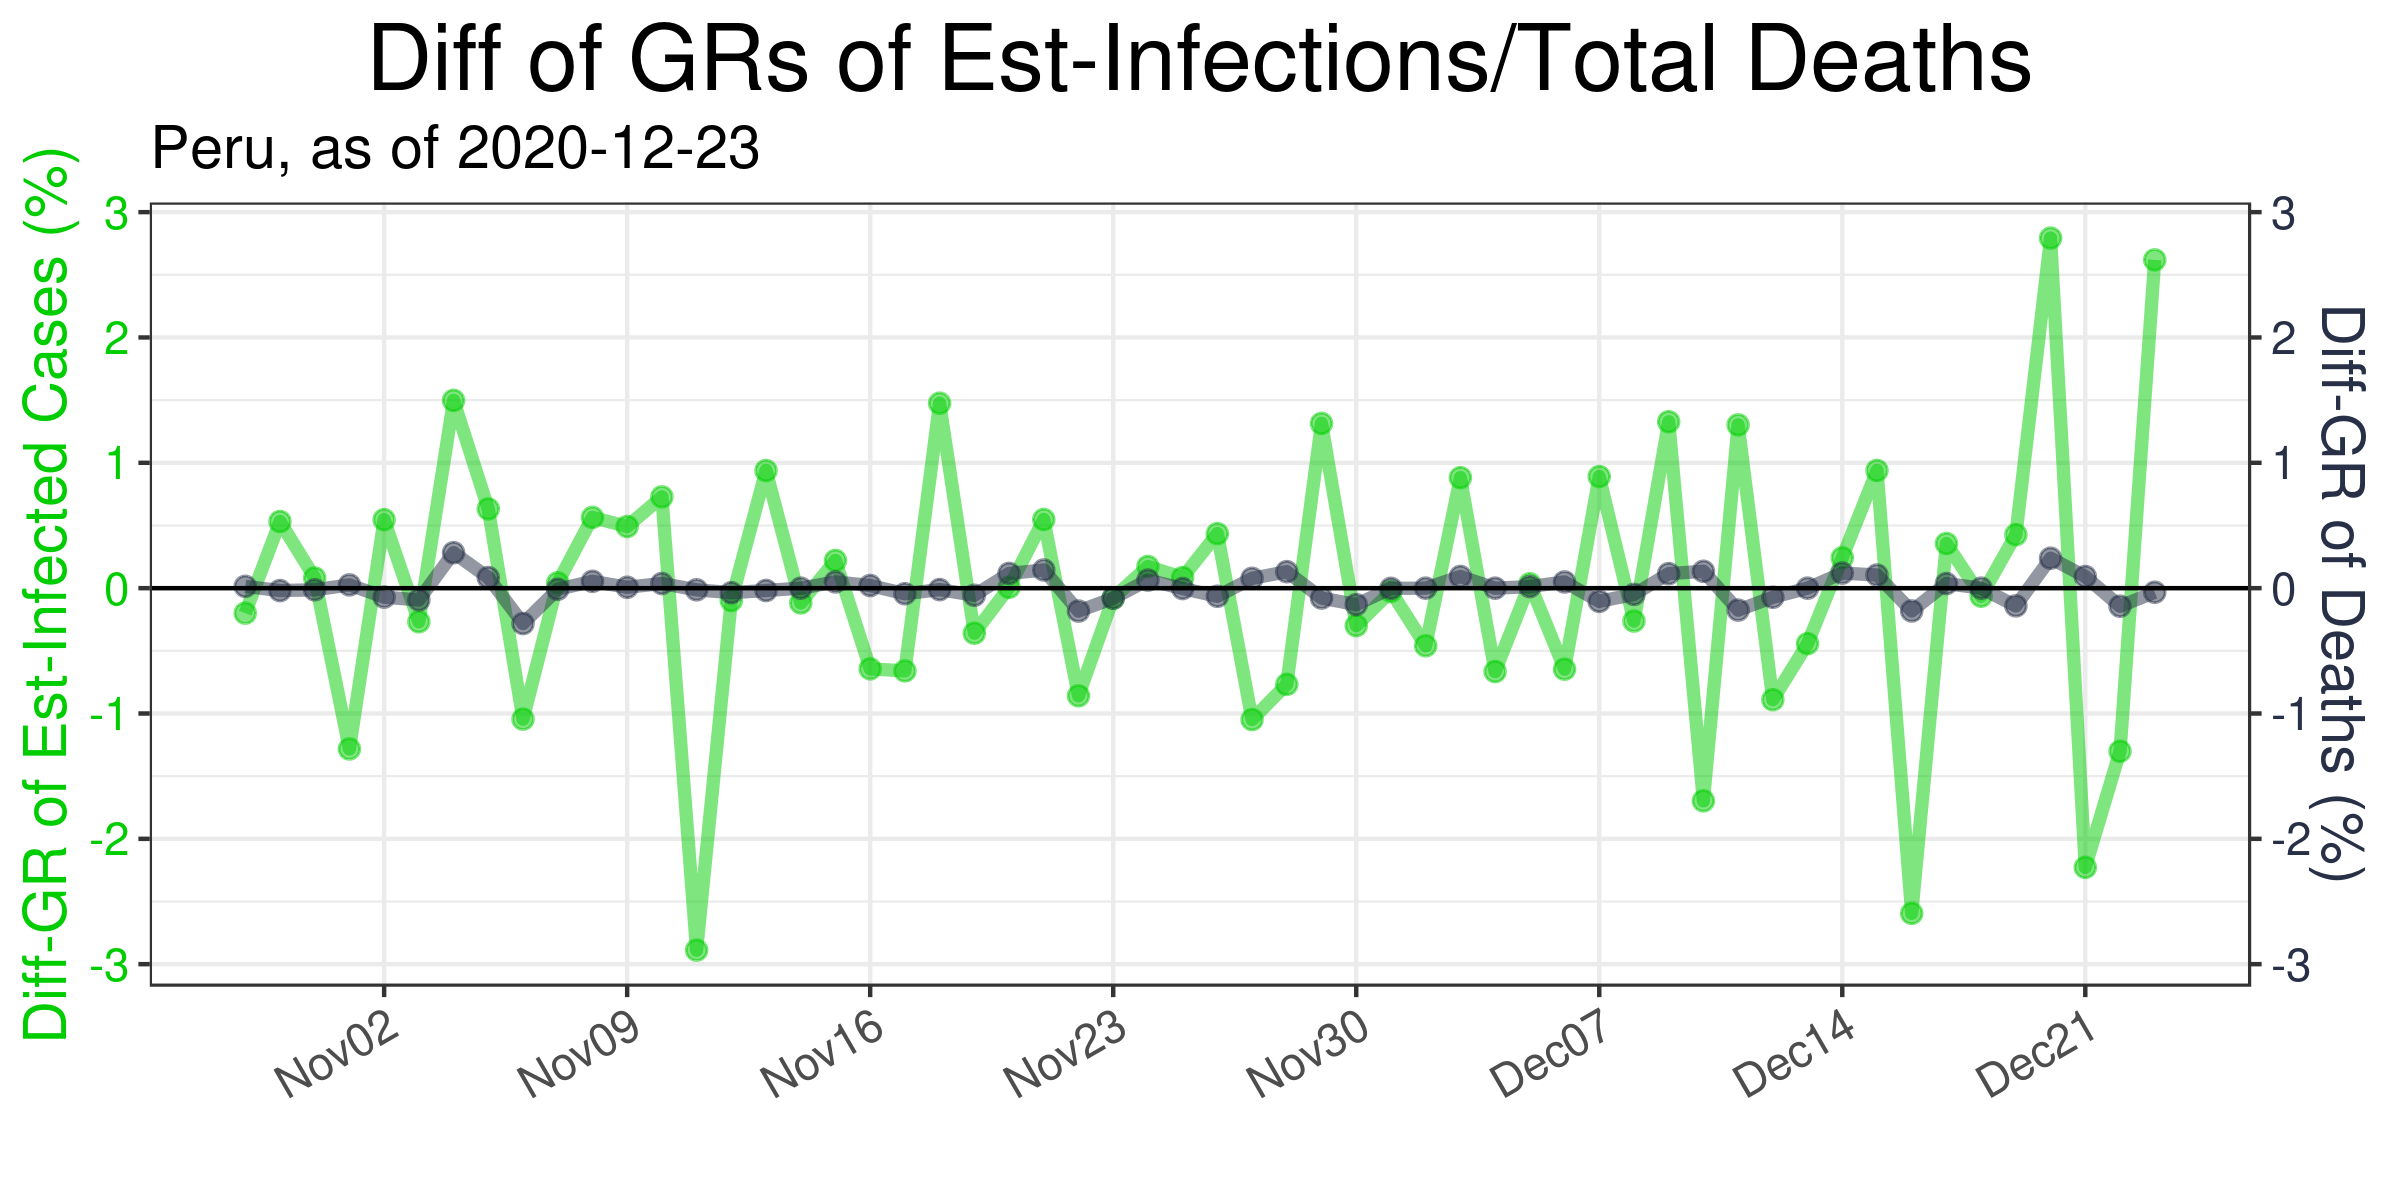 Diff of GRs of Est-Infections/Total Deaths
Peru, as of 2020-12-23
Diff-GR of Est-Infected Cases (%)
3
2
1
0
-1
-2
-3
3
2
1
0
-1
-2
-3
Diff-GR of Deaths (%)
Nov02
Nov09
Nov16
Nov23
Nov30
Dec07
Dec14
Dec21